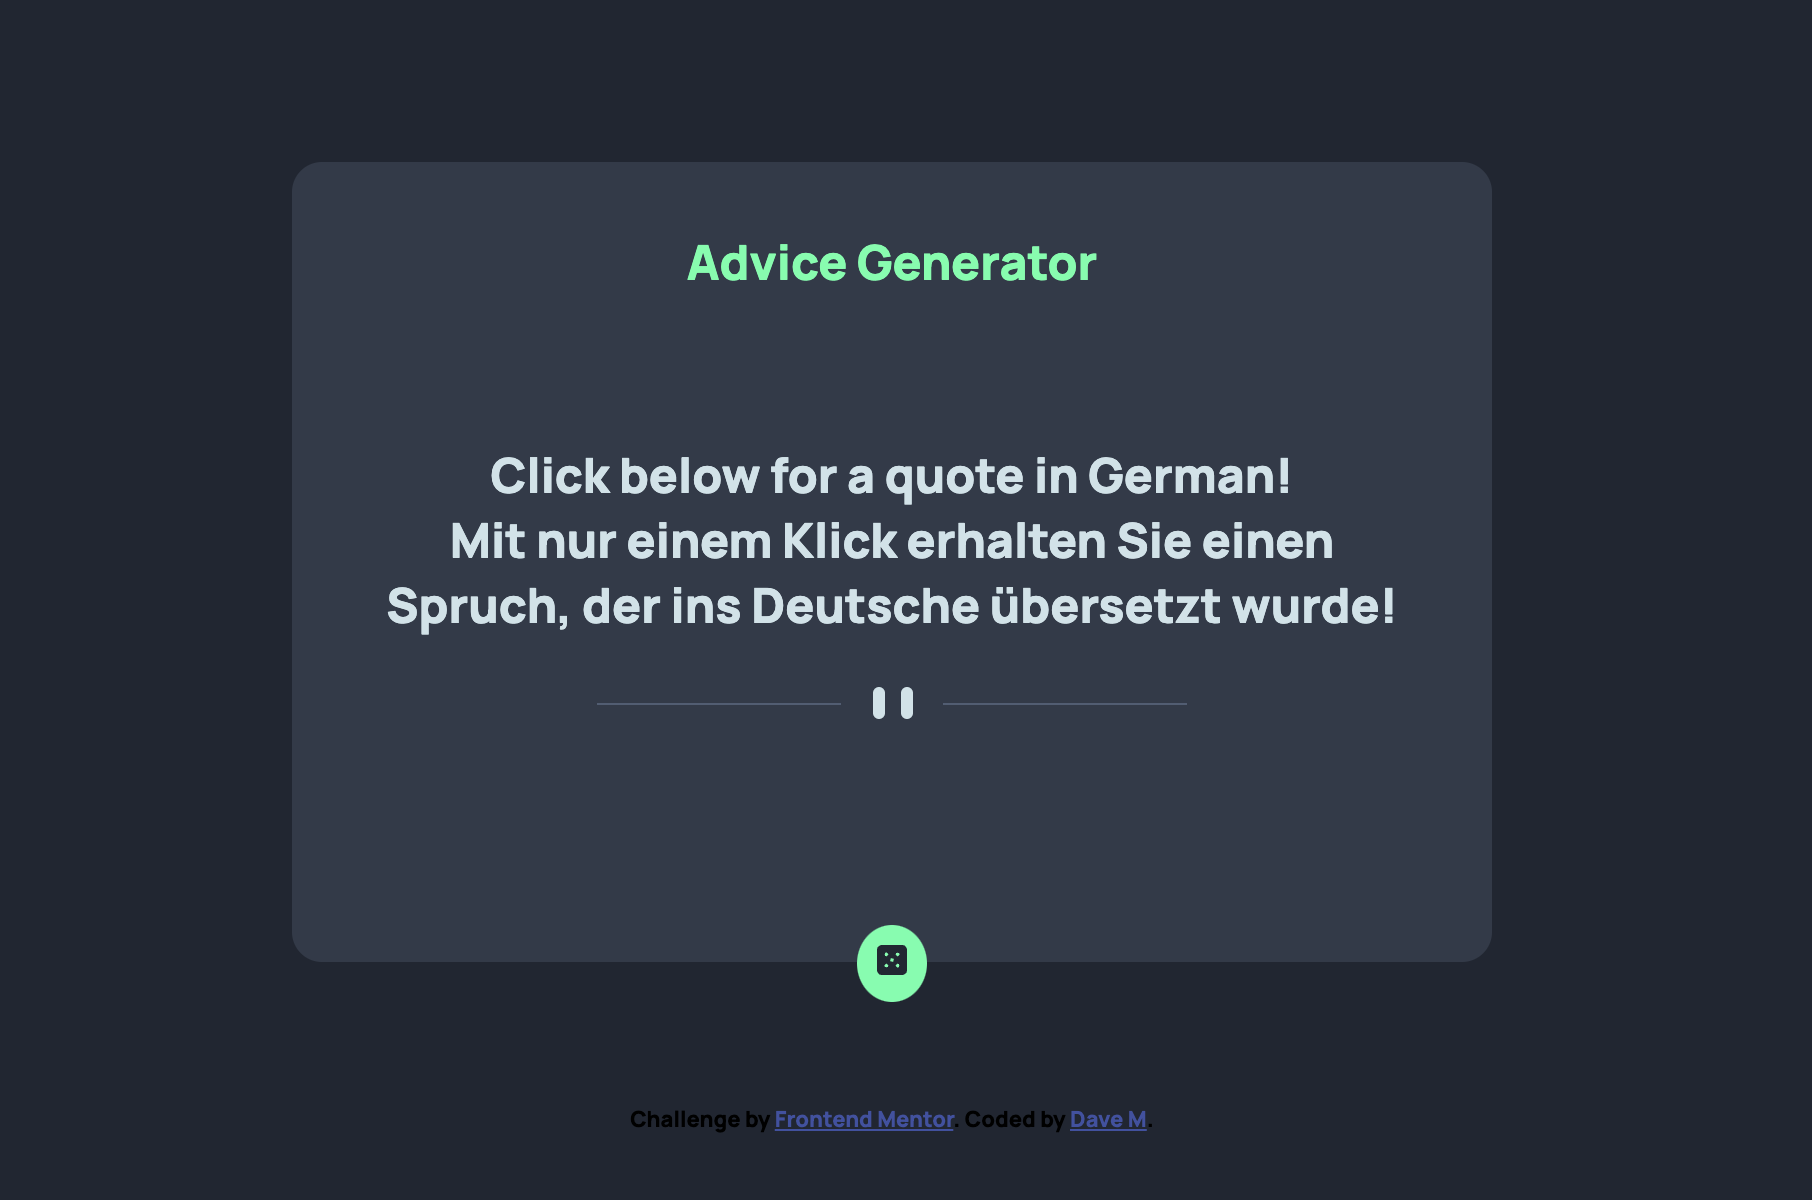 Advice Generator
Click below for a quote in German!
Mit nur einem Klick erhalten Sie einen
Spruch, der ins Deutsche übersetzt wurde!
Challenge by Frontend Mentor. Coded by Dave M.